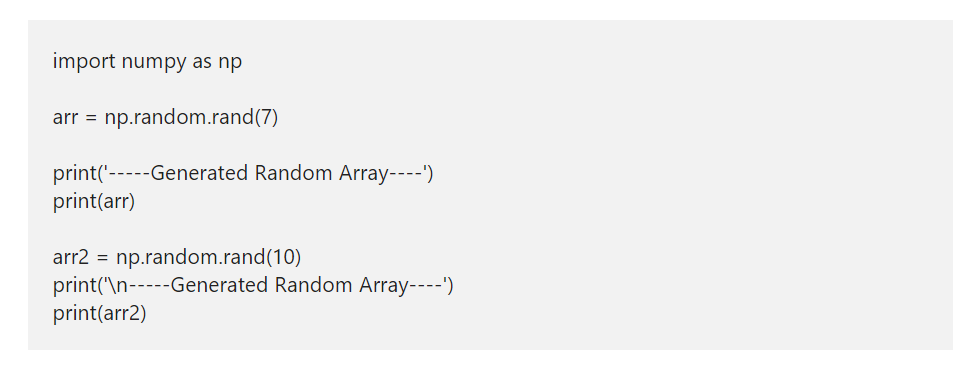 import numpy as np
arr = np.random.rand(7)
print('-----Generated Random Array----')
print(arr)
arr2 = np.random.rand(10)
print('\n-----Generated Random Array----')
print(arr2)